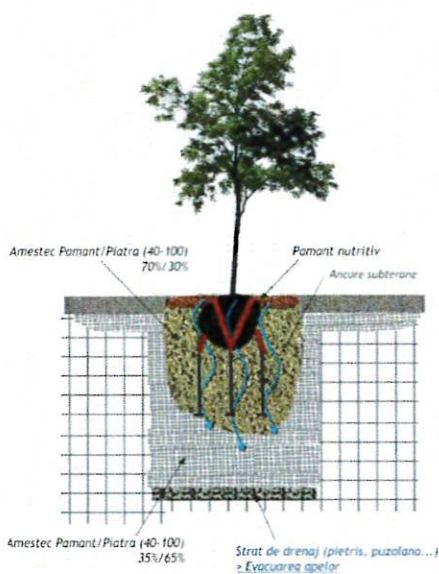 Amestec Pamant/Piatra (40-100)
70%/30%
Pamant nutritiv
Ancore subterane
Amestec Pamant/Piatra (40-100)
35%/65%
Strat de drenaj (pietris, puzolana...)
> Evacuarea apelor